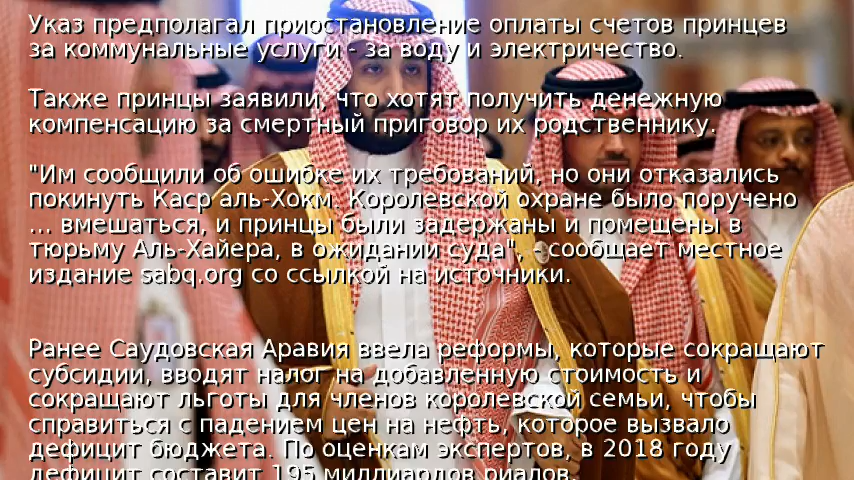 Указ предполагал приостановление оплаты счетов принцев
за коммунальные услуги - за воду и электричество.
Также принцы заявили, что хотят получить денежную
компенсацию за смертный приговор их родственнику.
"Им сообщили об ошибке их требований, но они отказались
покинуть Каср аль-Хокм. Королевской охране было поручено
... вмешаться, и принцы были задержаны и помещены в
тюрьму Аль-Хайера, в ожидании суда", - сообщает местное
издание sabq.org со ссылкой на источники.
Ранее Саудовская Аравия ввела реформы, которые сокращают
субсидии, вводят налог на добавленную стоимость и
сокращают льготы для членов королевской семьи, чтобы
справиться с падением цен на нефть, которое вызвало
дефицит бюджета. По оценкам экспертов, в 2018 году
дефицит составит 195 миллиардов риалов.